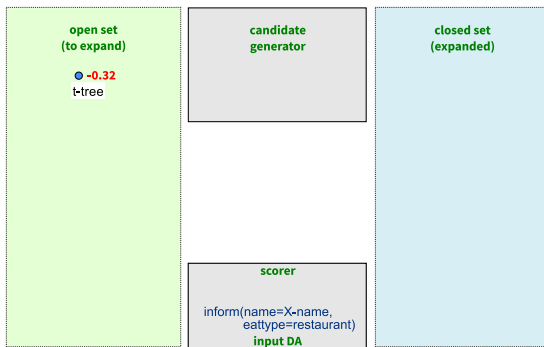 open set
(to expand)
-0.32
t-tree
candidate
generator
closed set
(expanded)
scorer
inform(name=X-name,
eattype=restaurant)
input DA